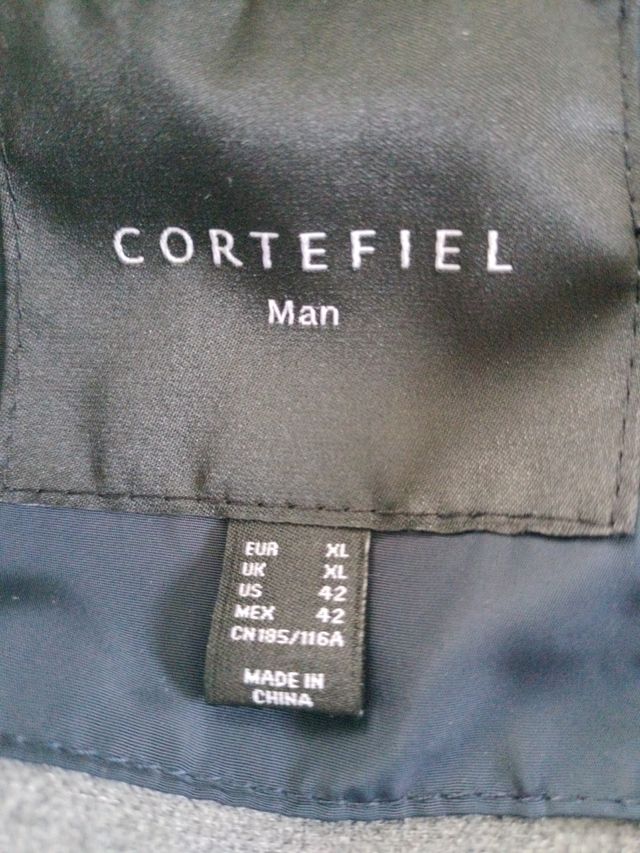 CORTEFIEL
Man
EUR XL
UK XL
US 42
MEX 42
CN185/116A
MADE IN
CHINA